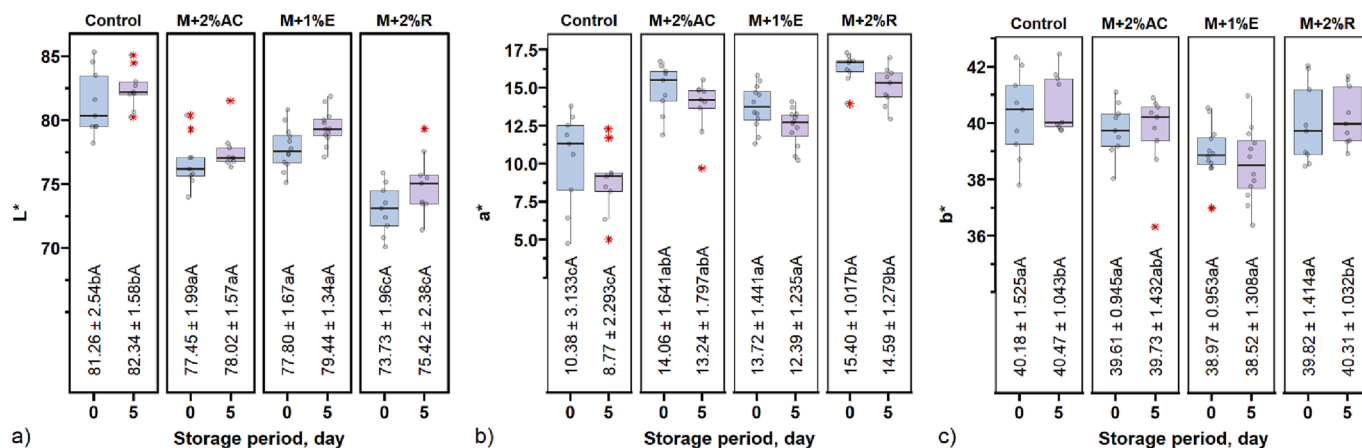 Control M+2%AC M+1%E M+2%R
85
80
75
70
L*
81.26 ± 2.54bA
82.34 ± 1.58bA
77.45 ± 1.99aA
78.02 ± 1.57aA
77.80 ± 1.67aA
79.44 ± 1.34aA
73.73 ± 1.96cA
75.42 ± 2.38cA
0 5 0 5 0 5 0 5
a) Storage period, day
Control M+2%AC M+1%E M+2%R
17.5
15.0
12.5
10.0
7.5
5.0
a*
10.38 ± 3.133cA
8.77 ± 2.293cA
14.06 ± 1.641abA
13.24 ± 1.797abA
13.72 ± 1.441aA
12.39 ± 1.235aA
15.40 ± 1.017bA
14.59 ± 1.279bA
0 5 0 5 0 5 0 5
b) Storage period, day
Control M+2%AC M+1%E M+2%R
42
40
38
36
b*
40.18 ± 1.525aA
40.47 ± 1.043bA
39.61 ± 0.945aA
39.73 ± 1.432abA
38.97 ± 0.953aA
38.52 ± 1.308aA
39.82 ± 1.414aA
40.31 ± 1.032bA
0 5 0 5 0 5 0 5
c) Storage period, day